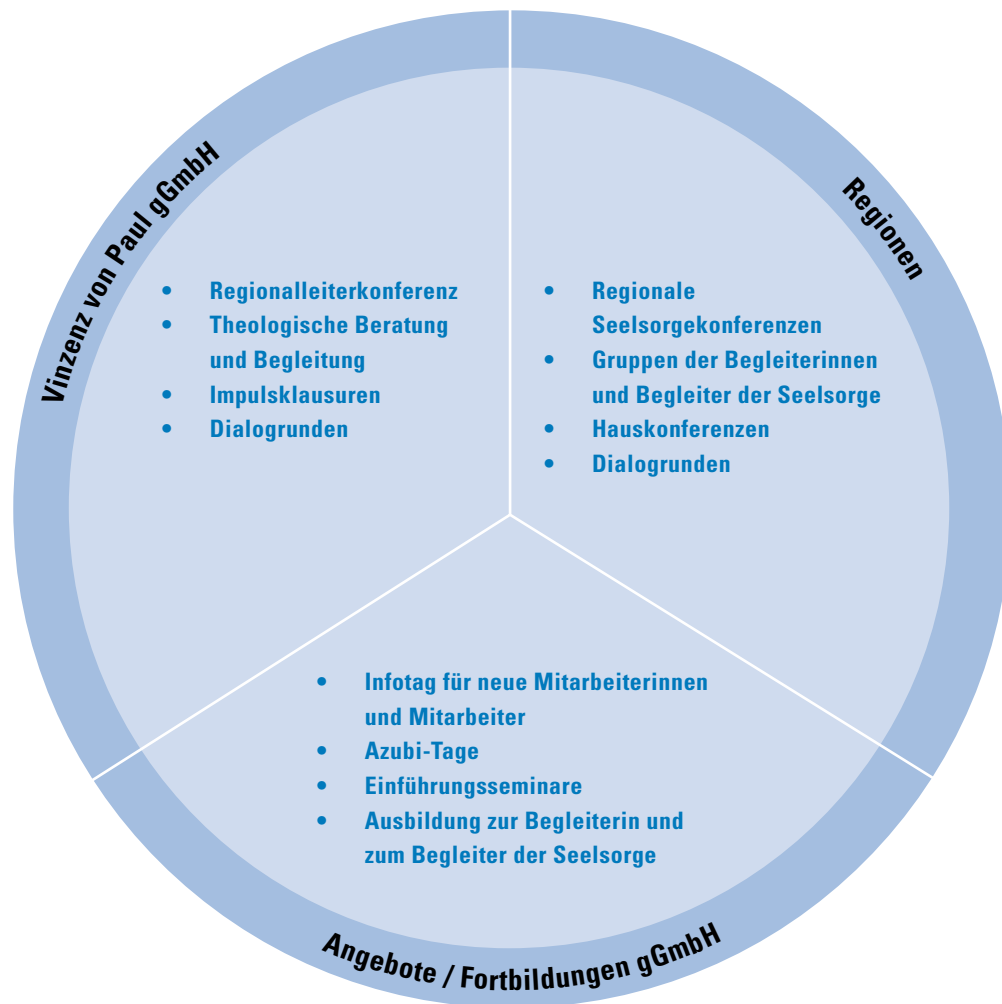 Vinzenz von Paul gGmbH
• Regionalleiterkonferenz
• Theologische Beratung
und Begleitung
• Impulsklausuren
• Dialogrunden
Regionen
• Regionale
Seelsorgekonferenzen
• Gruppen der Begleiterinnen
und Begleiter der Seelsorge
• Hauskonferenzen
• Dialogrunden
• Infotag für neue Mitarbeiterinnen
und Mitarbeiter
• Azubi-Tage
• Einführungsseminare
• Ausbildung zur Begleiterin und
zum Begleiter der Seelsorge
Angebote / Fortbildungen gGmbH